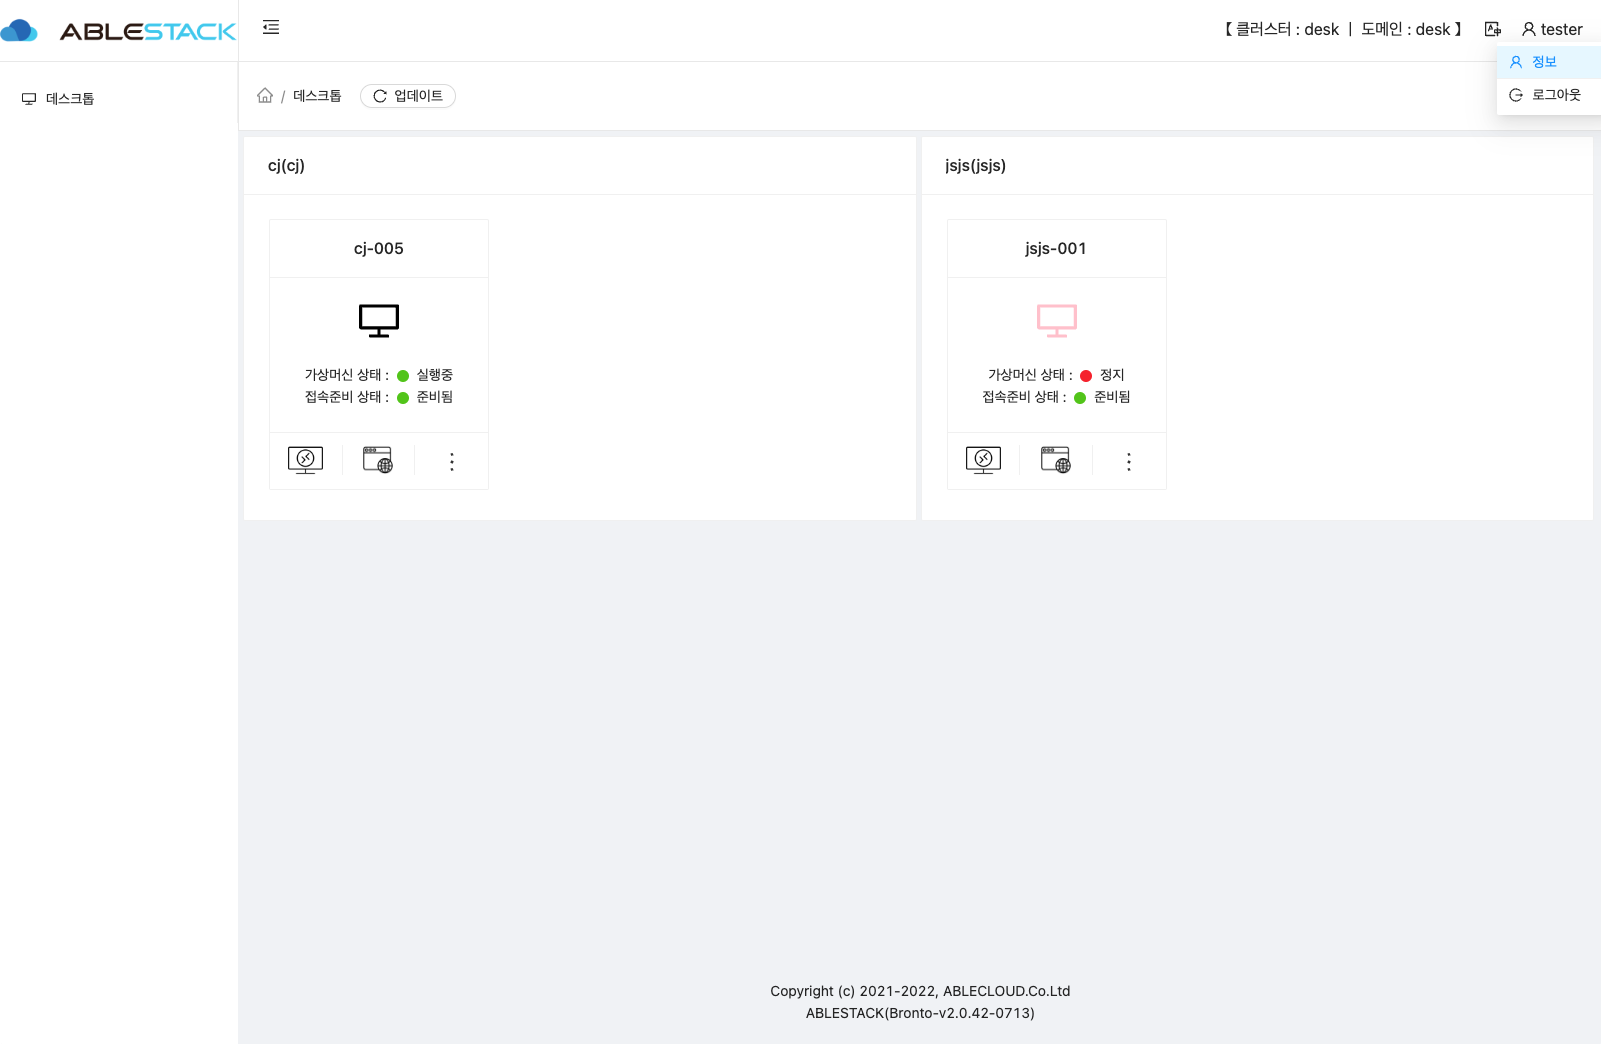 ABLESTACK
【 클러스터 : desk ㅣ 도메인 : desk 】
tester
정보
로그아웃
데스크톱
/ 데스크톱
업데이트
cj(cj)
jsjs(jsjs)
cj-005
가상머신 상태 : 실행중
접속준비 상태 : 준비됨
jsjs-001
가상머신 상태 : 정지
접속준비 상태 : 준비됨
Copyright (c) 2021-2022, ABLECLOUD.Co.Ltd
ABLESTACK(Bronto-v2.0.42-0713)